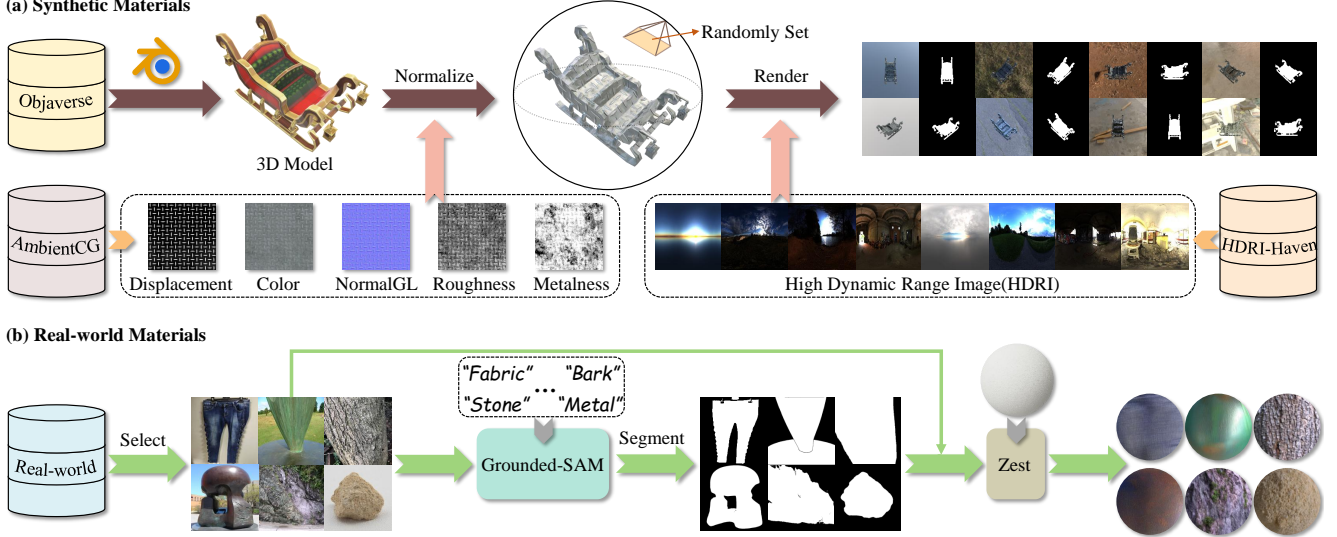 (a) Synthetic Materials
Objaverse
3D Model
Normalize
Randomly Set
Render
AmbientCG
Displacement
Color
NormalGL
Roughness
Metalness
High Dynamic Range Image(HDRI)
HDRI-Haven
(b) Real-world Materials
Real-world
Select
“Fabric” ... “Bark”
“Stone” “Metal”
Grounded-SAM
Segment
Zest